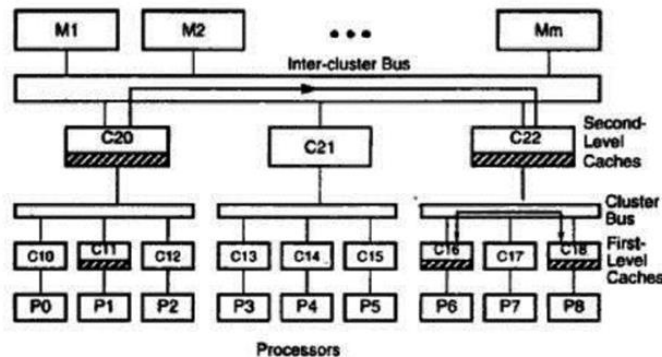 M1 M2 ••• Mm
Inter-cluster Bus
C20 C21 C22 Second-Level Caches
Cluster Bus
C10 C11 C12 C13 C14 C15 C16 C17 C18 First-Level Caches
P0 P1 P2 P3 P4 P5 P6 P7 P8
Processors